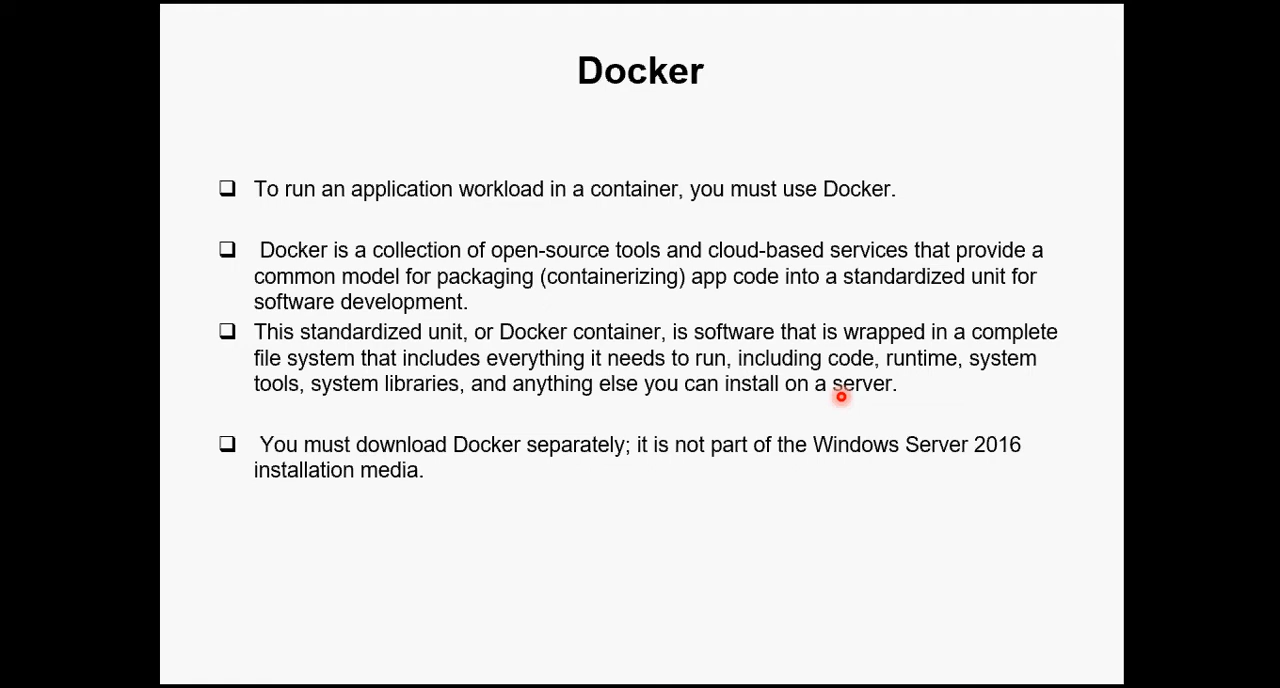 Docker
To run an application workload in a container, you must use Docker.
Docker is a collection of open-source tools and cloud-based services that provide a
common model for packaging (containerizing) app code into a standardized unit for
software development.
This standardized unit, or Docker container, is software that is wrapped in a complete
file system that includes everything it needs to run, including code, runtime, system
tools, system libraries, and anything else you can install on a server.
You must download Docker separately; it is not part of the Windows Server 2016
installation media.